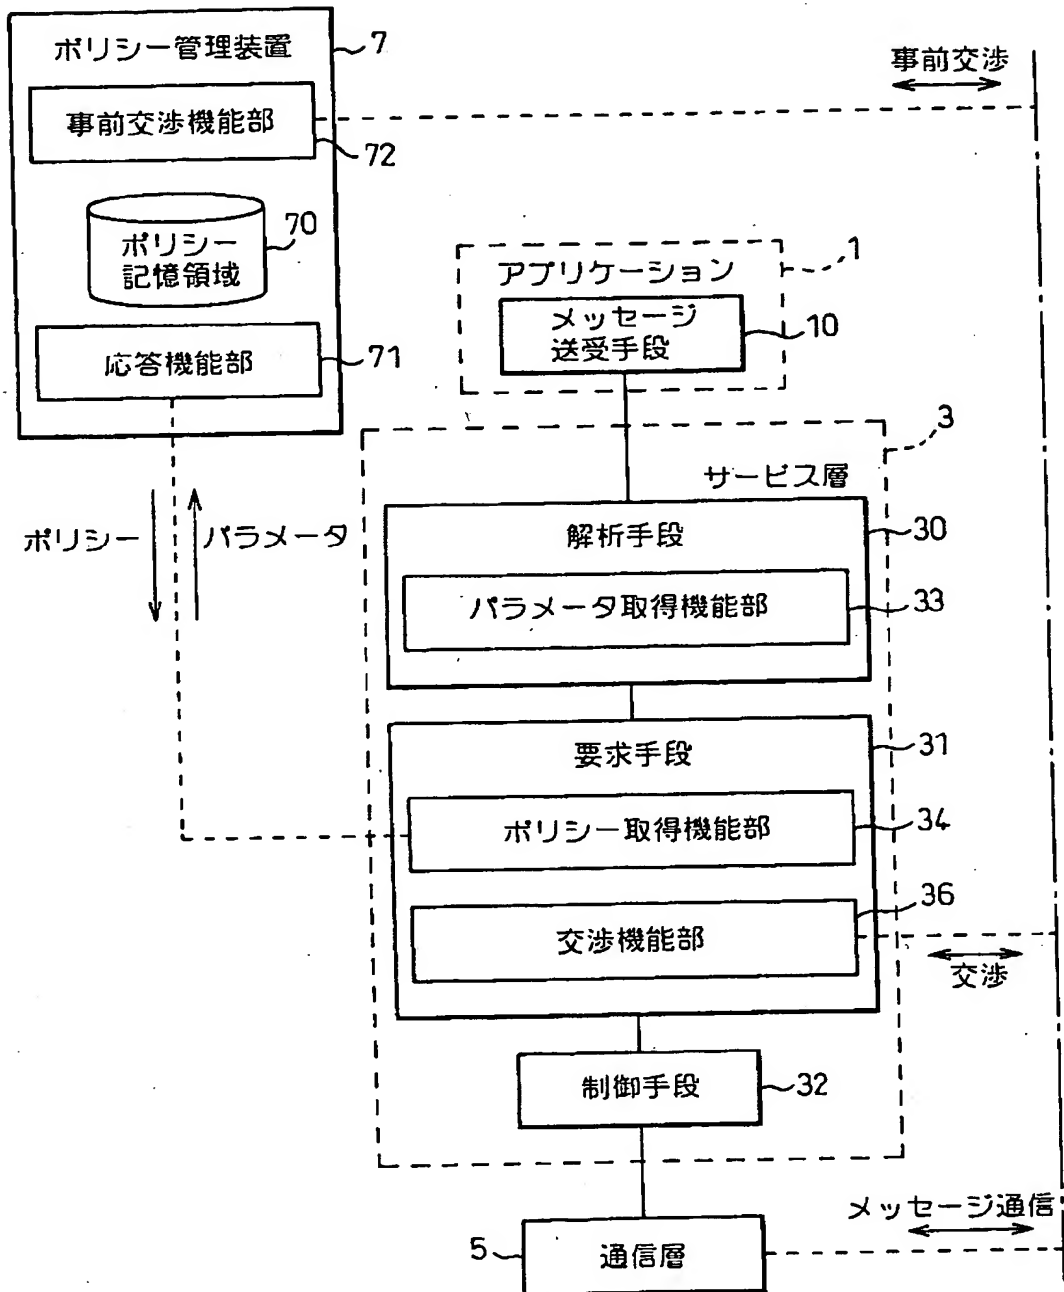 ポリシー管理装置
7
事前交渉
事前交渉機能部
72
ポリシー
記憶領域
70
アプリケーション
1
メッセージ
送受手段
10
応答機能部
71
3
サービス層
ポリシー
パラメータ
解析手段
30
パラメータ取得機能部
33
要求手段
31
ポリシー取得機能部
34
交渉機能部
36
交渉
制御手段
32
メッセージ通信
5
通信層